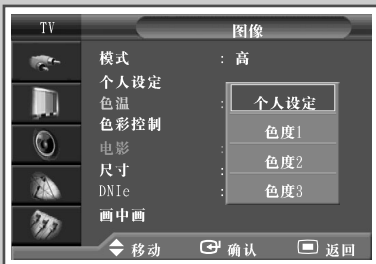 TV 图像
模式 : 高
个人设定
色温 : 个人设定
色彩控制 色度1
电影 : 色度2
尺寸 : 色度3
DNIe :
画中画
移动 确认 返回